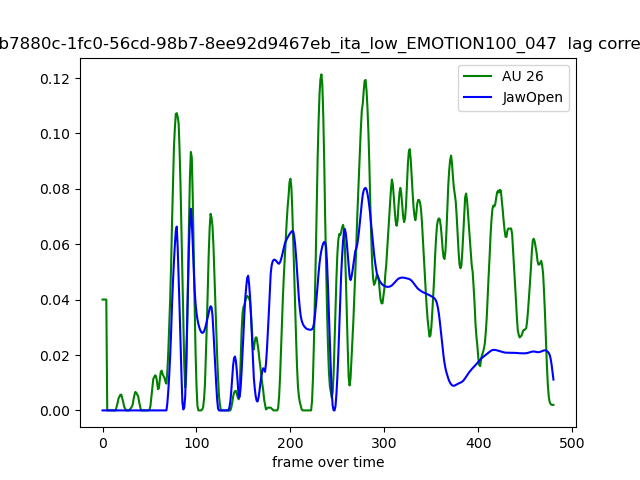 b7880c-1fc0-56cd-98b7-8ee92d9467eb_ita_low_EMOTION100_047 lag corre
AU 26
JawOpen
0.12
0.10
0.08
0.06
0.04
0.02
0.00
0 100 200 300 400 500
frame over time